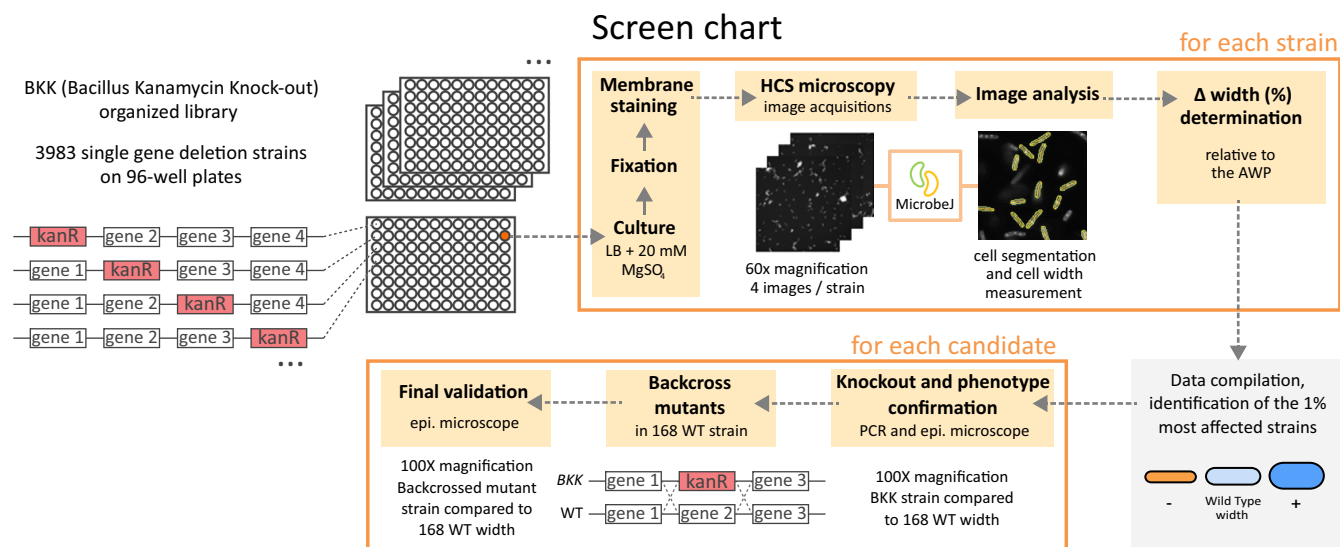 Screen chart
BKK (Bacillus Kanamycin Knock-out)
organized library
3983 single gene deletion strains
on 96-well plates
kanR gene 2 gene 3 gene 4
gene 1 kanR gene 3 gene 4
gene 1 gene 2 kanR gene 4
gene 1 gene 2 gene 3 kanR
...
...
for each strain
Membrane
staining
Fixation
Culture
LB + 20 mM
MgSO₄
HCS microscopy
image acquisitions
60x magnification
4 images / strain
MicrobeJ
Image analysis
cell segmentation
and cell width
measurement
Δ width (%)
determination
relative to
the AWP
Data compilation,
identification of the 1%
most affected strains
- Wild Type +
width
for each candidate
Knockout and phenotype
confirmation
PCR and epi. microscope
100X magnification
BKK strain compared
to 168 WT width
Backcross
mutants
in 168 WT strain
BKK gene 1 kanR gene 3
WT gene 1 gene 2 gene 3
Final validation
epi. microscope
100X magnification
Backcrossed mutant
strain compared to
168 WT width